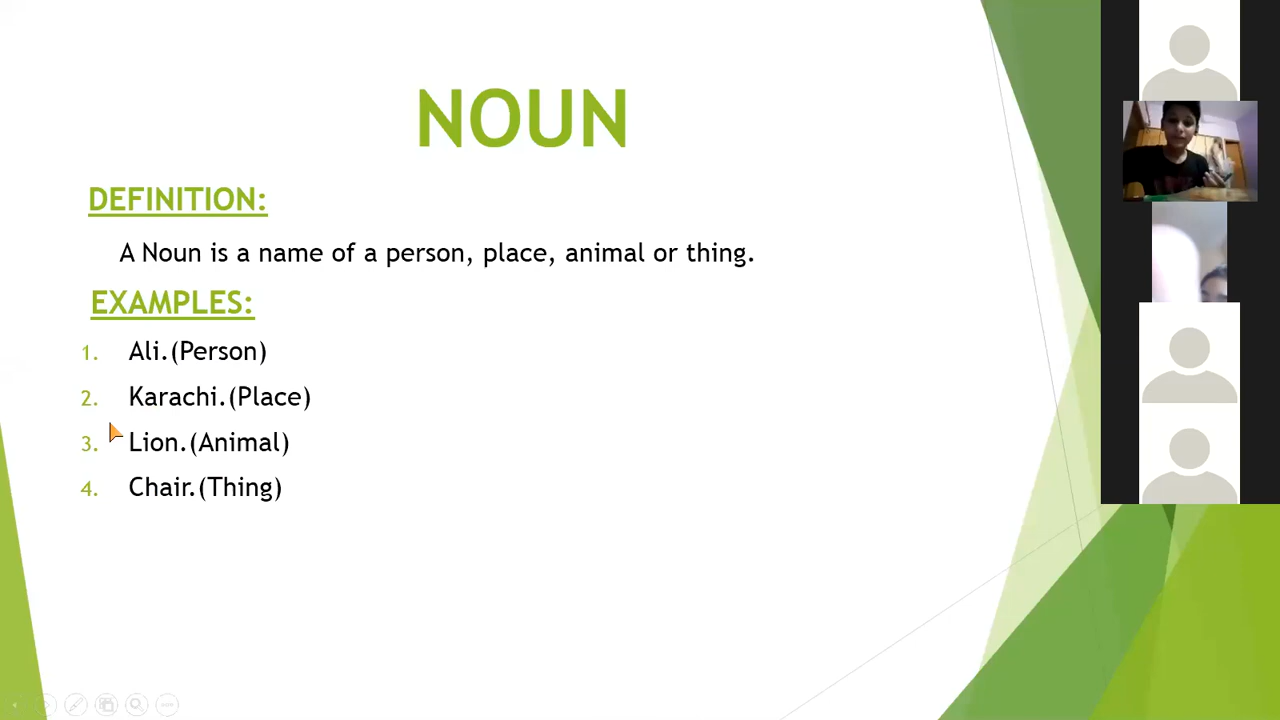 NOUN
DEFINITION:
A Noun is a name of a person, place, animal or thing.
EXAMPLES:
1. Ali.(Person)
2. Karachi.(Place)
3. Lion.(Animal)
4. Chair.(Thing)